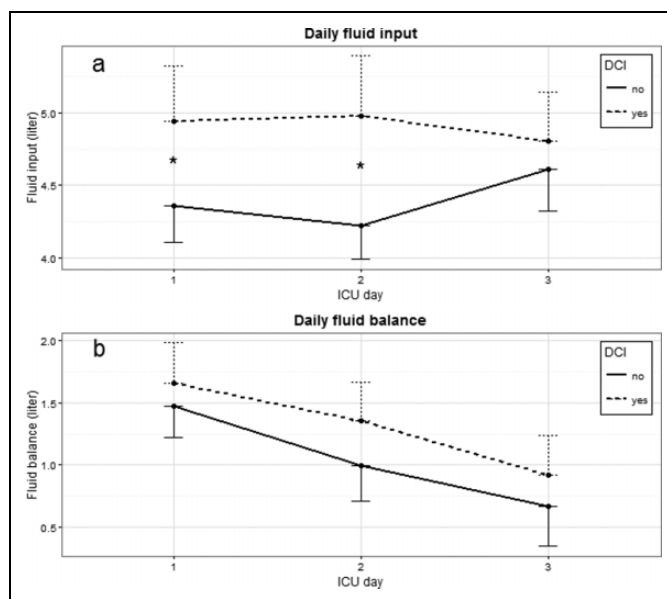 Daily fluid input
a
DCI
no
yes
5.0
4.5
4.0
Fluid input (liter)
*
*
1
2
3
ICU day
Daily fluid balance
b
DCI
no
yes
2.0
1.5
1.0
0.5
Fluid balance (liter)
1
2
3
ICU day